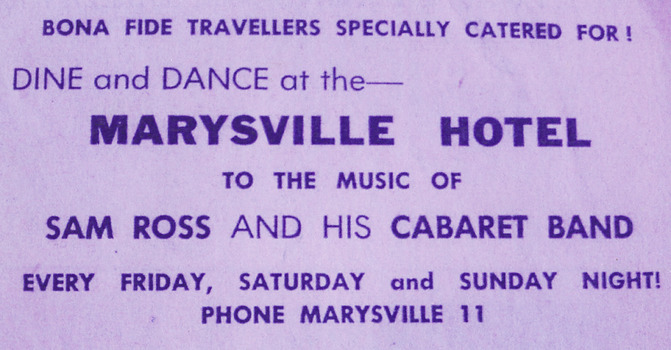 BONA FIDE TRAVELLERS SPECIALLY CATERED FOR!
DINE and DANCE at the—
MARYSVILLE HOTEL
TO THE MUSIC OF
SAM ROSS AND HIS CABARET BAND
EVERY FRIDAY, SATURDAY and SUNDAY NIGHT!
PHONE MARYSVILLE 11